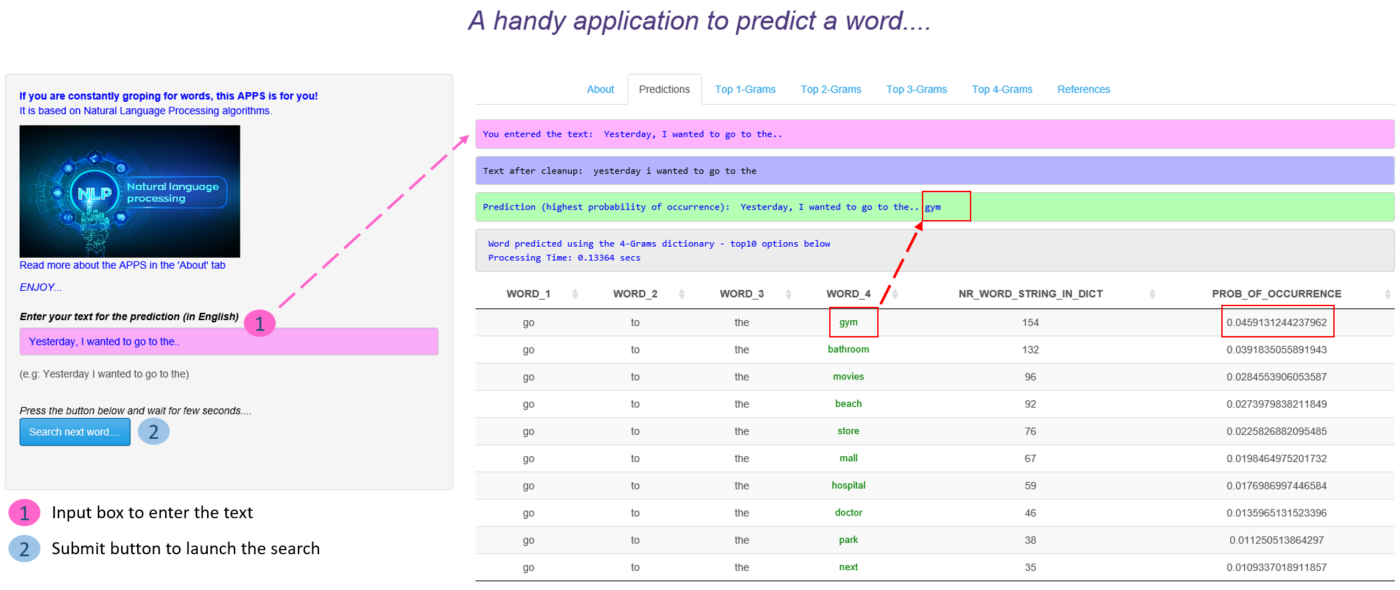 A handy application to predict a word....
If you are constantly groping for words, this APPS is for you!
It is based on Natural Language Processing algorithms.
NLP
Natural language
processing
Read more about the APPS in the 'About' tab
ENJOY...
Enter your text for the prediction (in English)
1
Yesterday, I wanted to go to the..
(e.g: Yesterday I wanted to go to the)
Press the button below and wait for few seconds....
Search next word....
2
1 Input box to enter the text
2 Submit button to launch the search
About Predictions Top 1-Grams Top 2-Grams Top 3-Grams Top 4-Grams References
You entered the text: Yesterday, I wanted to go to the..
Text after cleanup: yesterday i wanted to go to the
Prediction (highest probability of occurrence): Yesterday, I wanted to go to the.. gym
Word predicted using the 4-Grams dictionary - top10 options below
Processing Time: 0.13364 secs
WORD_1 WORD_2 WORD_3 WORD_4 NR_WORD_STRING_IN_DICT PROB_OF_OCCURRENCE
go to the gym 154 0.0459131244237962
go to the bathroom 132 0.0391835055891943
go to the movies 96 0.0284553906053587
go to the beach 92 0.0273979838211849
go to the store 76 0.0225826882095485
go to the mall 67 0.0198464975201732
go to the hospital 59 0.0176986997446584
go to the doctor 46 0.0135965131523396
go to the park 38 0.011250513864297
go to the next 35 0.0109337018911857